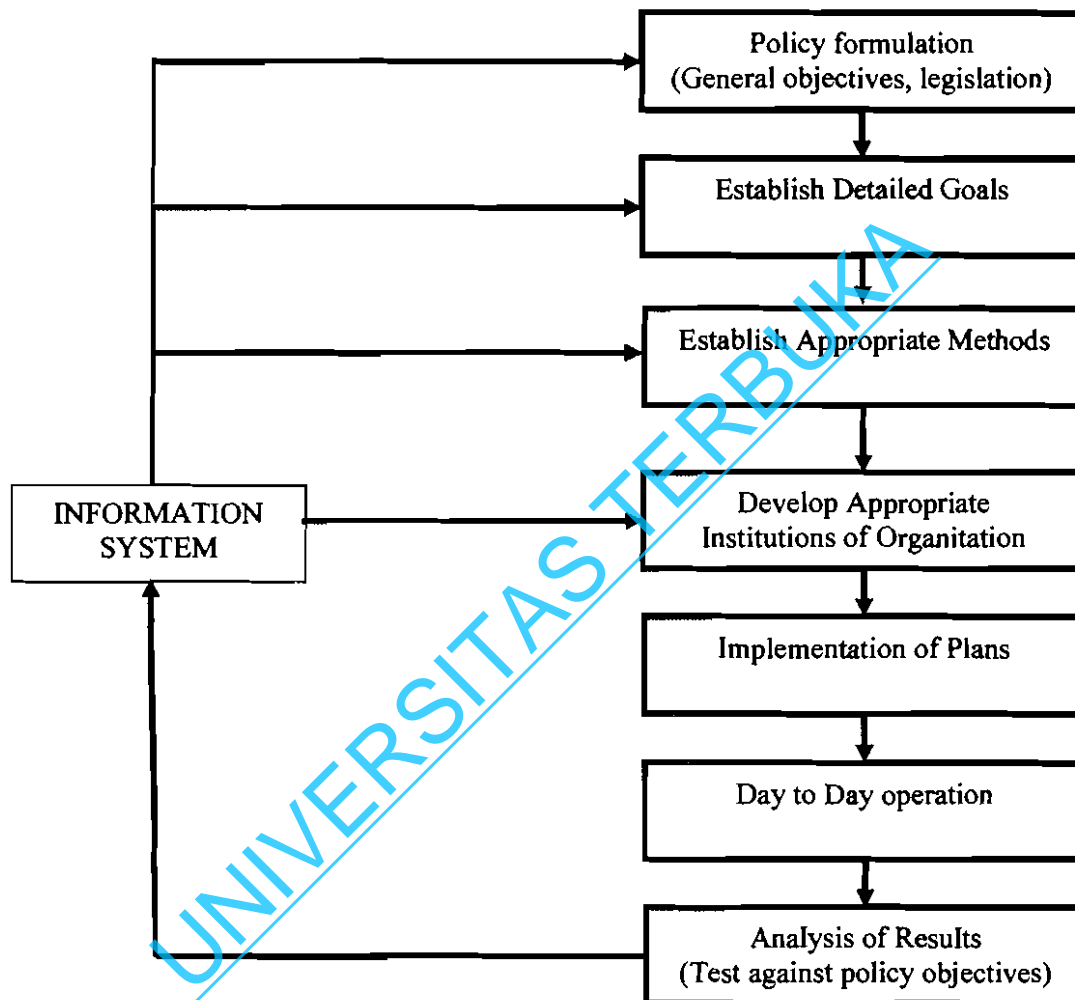 Policy formulation
(General objectives, legislation)
Establish Detailed Goals
Establish Appropriate Methods
INFORMATION
SYSTEM
Develop Appropriate
Institutions of Organitation
Implementation of Plans
Day to Day operation
Analysis of Results
(Test against policy objectives)
UNIVERSITAS TERBUKA